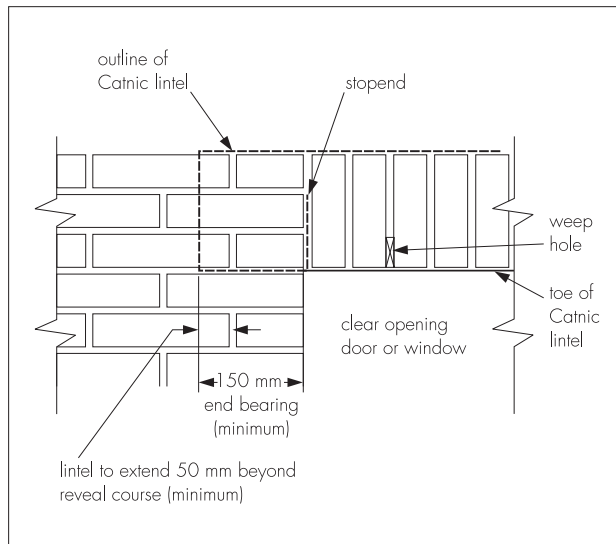 outline of
Catnic lintel
stopend
weep
hole
toe of
Catnic
lintel
clear opening
door or window
150 mm
end bearing
(minimum)
lintel to extend 50 mm beyond
reveal course (minimum)